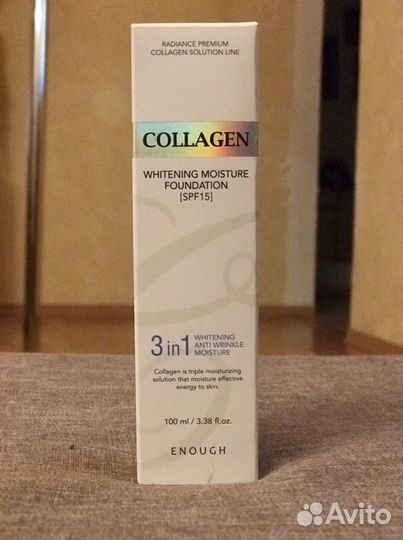 RADIANCE PREMIUM
COLLAGEN SOLUTION LINE
COLLAGEN
WHITENING MOISTURE
FOUNDATION
[SPF15]
3 in 1
WHITENING
ANTI WRINKLE
MOISTURE
Collagen is triple moisturizing
solution that moisture effective
energy to skin.
100 ml / 3.38 fl.oz.
ENOUGH
Avito